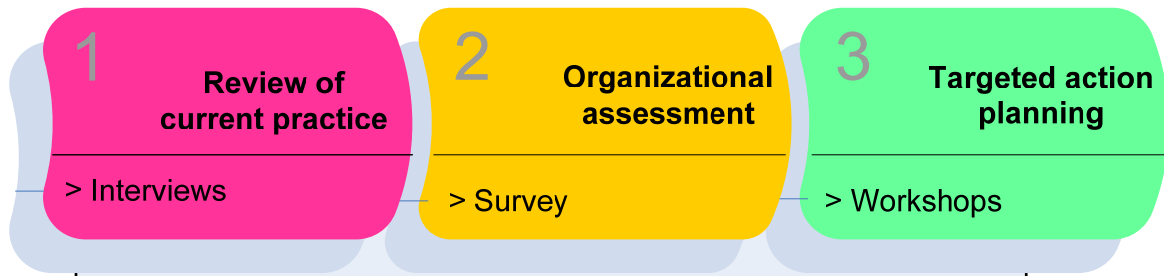 1
Review of
current practice
> Interviews
2
Organizational
assessment
> Survey
3
Targeted action
planning
> Workshops